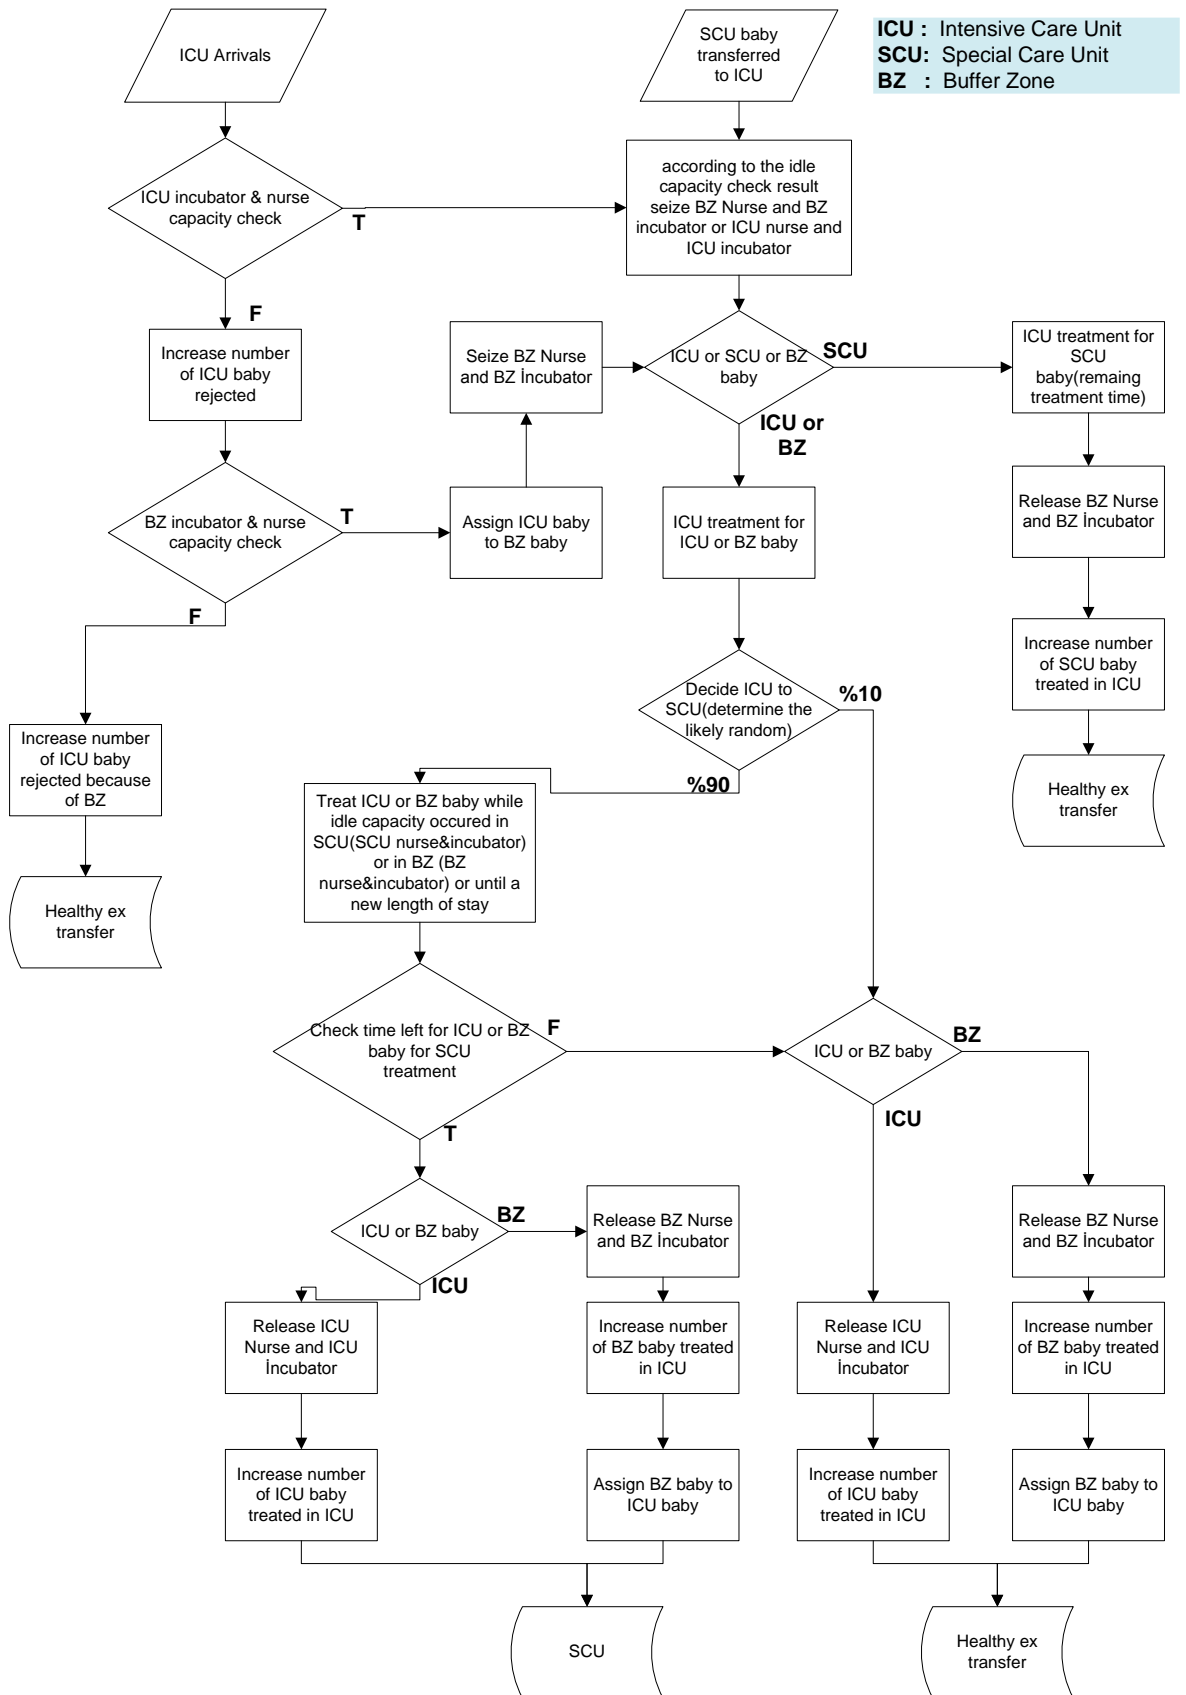 ICU Arrivals
SCU baby
transferred
to ICU
ICU : Intensive Care Unit
SCU: Special Care Unit
BZ : Buffer Zone
ICU incubator & nurse
capacity check
T
according to the idle
capacity check result
seize BZ Nurse and BZ
incubator or ICU nurse and
ICU incubator
F
Increase number
of ICU baby
rejected
Seize BZ Nurse
and BZ İncubator
ICU or SCU or BZ
baby
SCU
ICU treatment for
SCU
baby(remaing
treatment time)
ICU or
BZ
BZ incubator & nurse
capacity check
T
Assign ICU baby
to BZ baby
ICU treatment for
ICU or BZ baby
Release BZ Nurse
and BZ İncubator
F
Increase number
of SCU baby
treated in ICU
Decide ICU to
SCU(determine the
likely random)
%10
%90
Increase number
of ICU baby
rejected because
of BZ
Healthy ex
transfer
Treat ICU or BZ baby while
idle capacity occured in
SCU(SCU nurse&incubator)
or in BZ (BZ
nurse&incubator) or until a
new length of stay
Healthy ex
transfer
Check time left for ICU or BZ
baby for SCU
treatment
F
T
ICU or BZ baby
BZ
ICU
ICU or BZ baby
BZ
ICU
Release BZ Nurse
and BZ İncubator
Release BZ Nurse
and BZ İncubator
Release ICU
Nurse and ICU
İncubator
Increase number
of BZ baby treated
in ICU
Release ICU
Nurse and ICU
İncubator
Increase number
of BZ baby treated
in ICU
Increase number
of ICU baby
treated in ICU
Assign BZ baby to
ICU baby
Increase number
of ICU baby
treated in ICU
Assign BZ baby to
ICU baby
SCU
Healthy ex
transfer